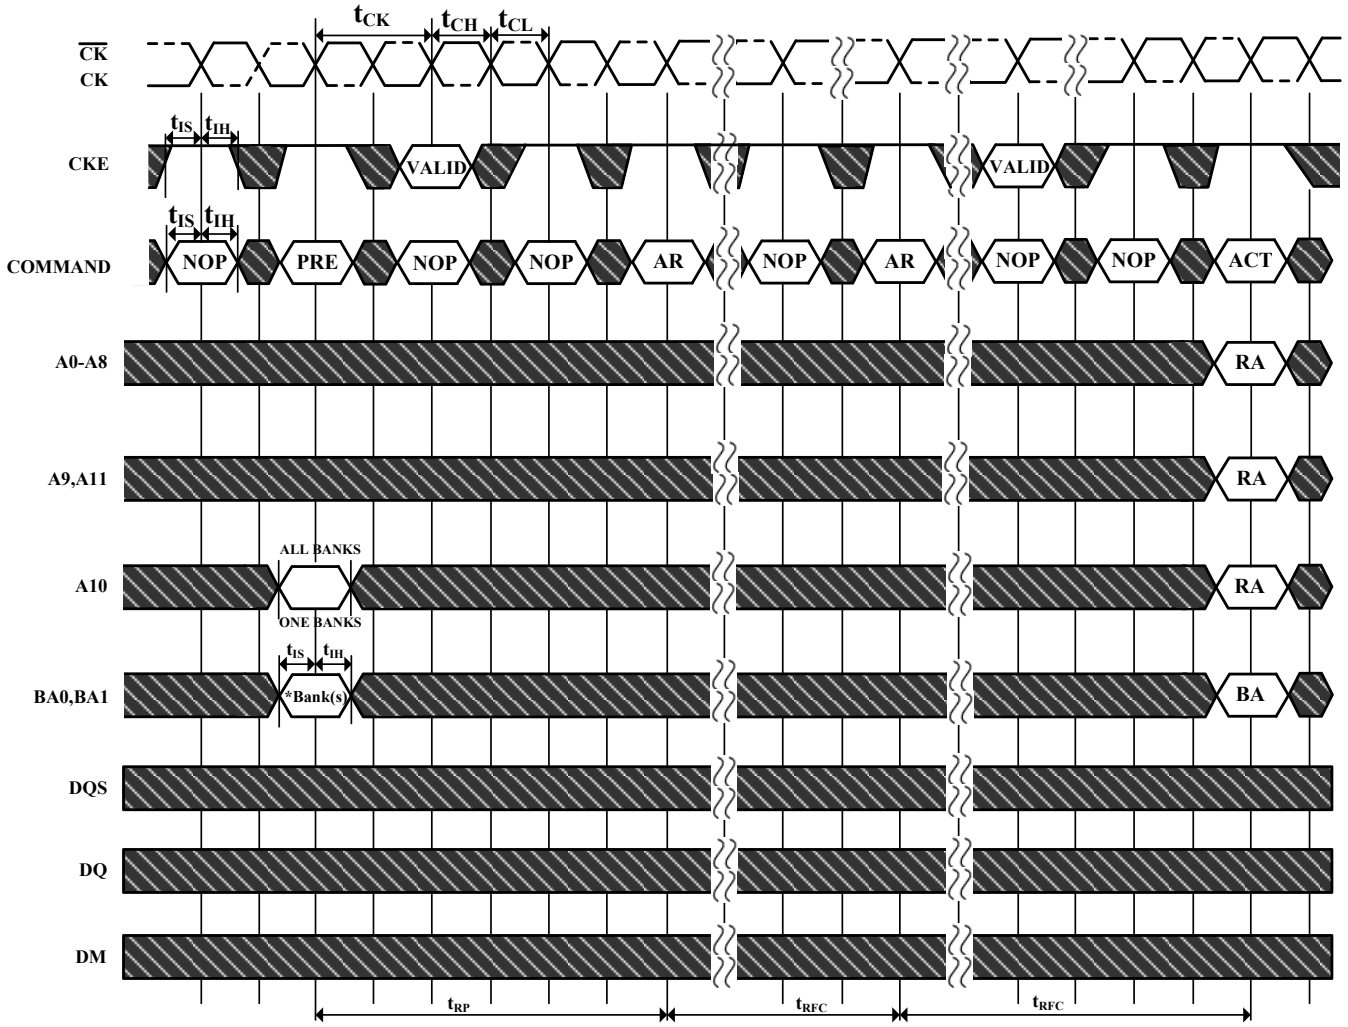 tCK tCH tCL
CK
CK
tIS tIH
CKE VALID VALID
tIS tIH
COMMAND NOP PRE NOP NOP AR NOP AR NOP NOP ACT
A0-A8 RA
A9,A11 RA
ALL BANKS
A10 RA
ONE BANKS
tIS tIH
BA0,BA1 *Bank(s) BA
DQS
DQ
DM
tRP tRFC tRFC